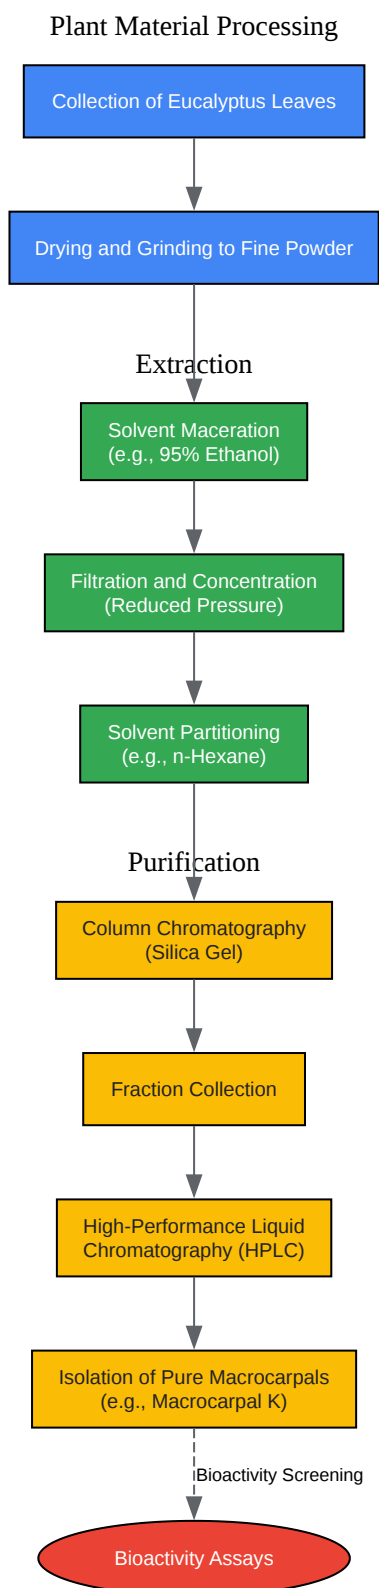 Plant Material Processing
Collection of Eucalyptus Leaves
Drying and Grinding to Fine Powder
Extraction
Solvent Maceration
(e.g., 95% Ethanol)
Filtration and Concentration
(Reduced Pressure)
Solvent Partitioning
(e.g., n-Hexane)
Purification
Column Chromatography
(Silica Gel)
Fraction Collection
High-Performance Liquid
Chromatography (HPLC)
Isolation of Pure Macrocarpals
(e.g., Macrocarpal K)
Bioactivity Screening
Bioactivity Assays